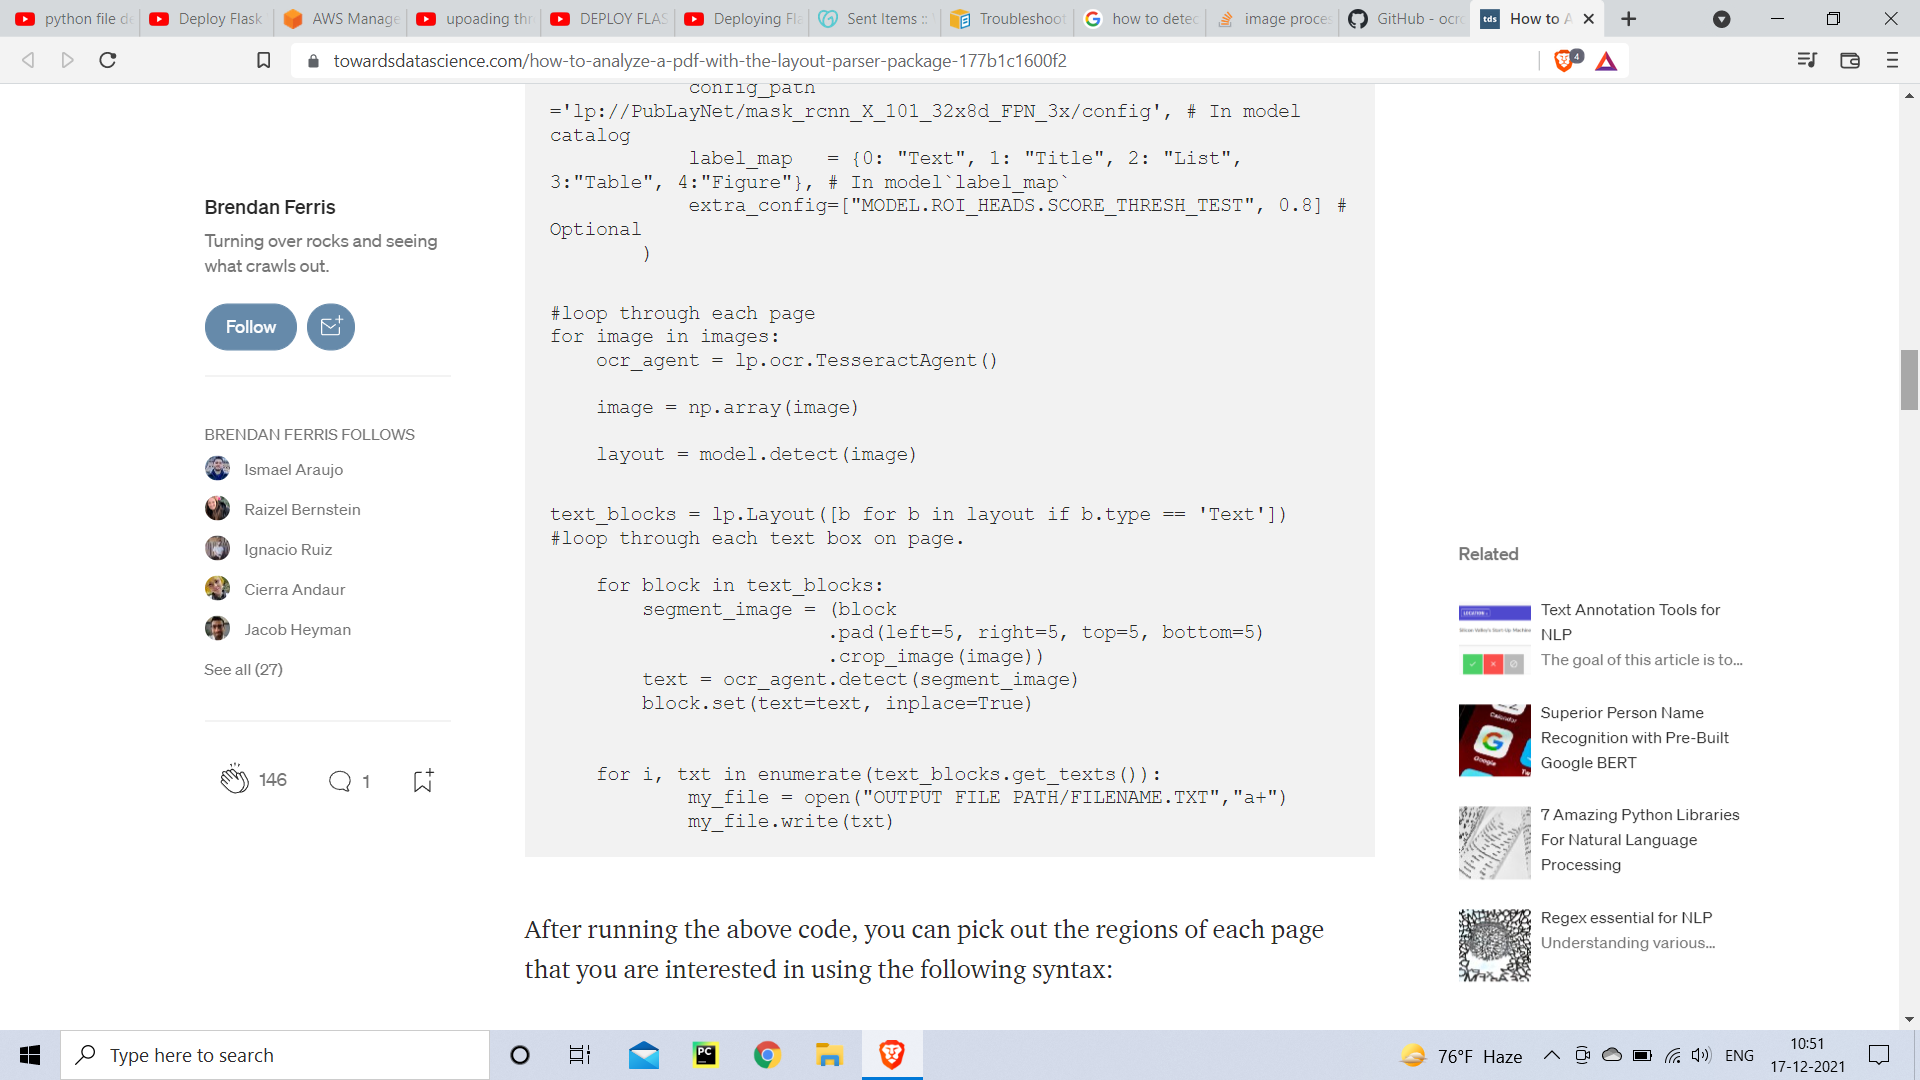 python file de
Deploy Flask
AWS Manage
upoading thr
DEPLOY FLAS
Deploying Fla
Sent Items ::
Troubleshoot
how to detec
image proces
GitHub - ocro
tds How to A
towardsdatascience.com/how-to-analyze-a-pdf-with-the-layout-parser-package-177b1c1600f2
4
config_path
='lp://PubLayNet/mask_rcnn_X_101_32x8d_FPN_3x/config', # In model
catalog
label_map = {0: "Text", 1: "Title", 2: "List",
3:"Table", 4:"Figure"}, # In model`label_map`
extra_config=["MODEL.ROI_HEADS.SCORE_THRESH_TEST", 0.8] #
Optional
)
#loop through each page
for image in images:
ocr_agent = lp.ocr.TesseractAgent()
image = np.array(image)
layout = model.detect(image)
text_blocks = lp.Layout([b for b in layout if b.type == 'Text'])
#loop through each text box on page.
for block in text_blocks:
segment_image = (block
.pad(left=5, right=5, top=5, bottom=5)
.crop_image(image))
text = ocr_agent.detect(segment_image)
block.set(text=text, inplace=True)
for i, txt in enumerate(text_blocks.get_texts()):
my_file = open("OUTPUT FILE PATH/FILENAME.TXT","a+")
my_file.write(txt)
After running the above code, you can pick out the regions of each page
that you are interested in using the following syntax:
Brendan Ferris
Turning over rocks and seeing
what crawls out.
Follow
BRENDAN FERRIS FOLLOWS
Ismael Araujo
Raizel Bernstein
Ignacio Ruiz
Cierra Andaur
Jacob Heyman
See all (27)
146
1
Related
Text Annotation Tools for
NLP
The goal of this article is to...
Superior Person Name
Recognition with Pre-Built
Google BERT
7 Amazing Python Libraries
For Natural Language
Processing
Regex essential for NLP
Understanding various...
Type here to search
PC
76°F Haze
ENG
10:51
17-12-2021